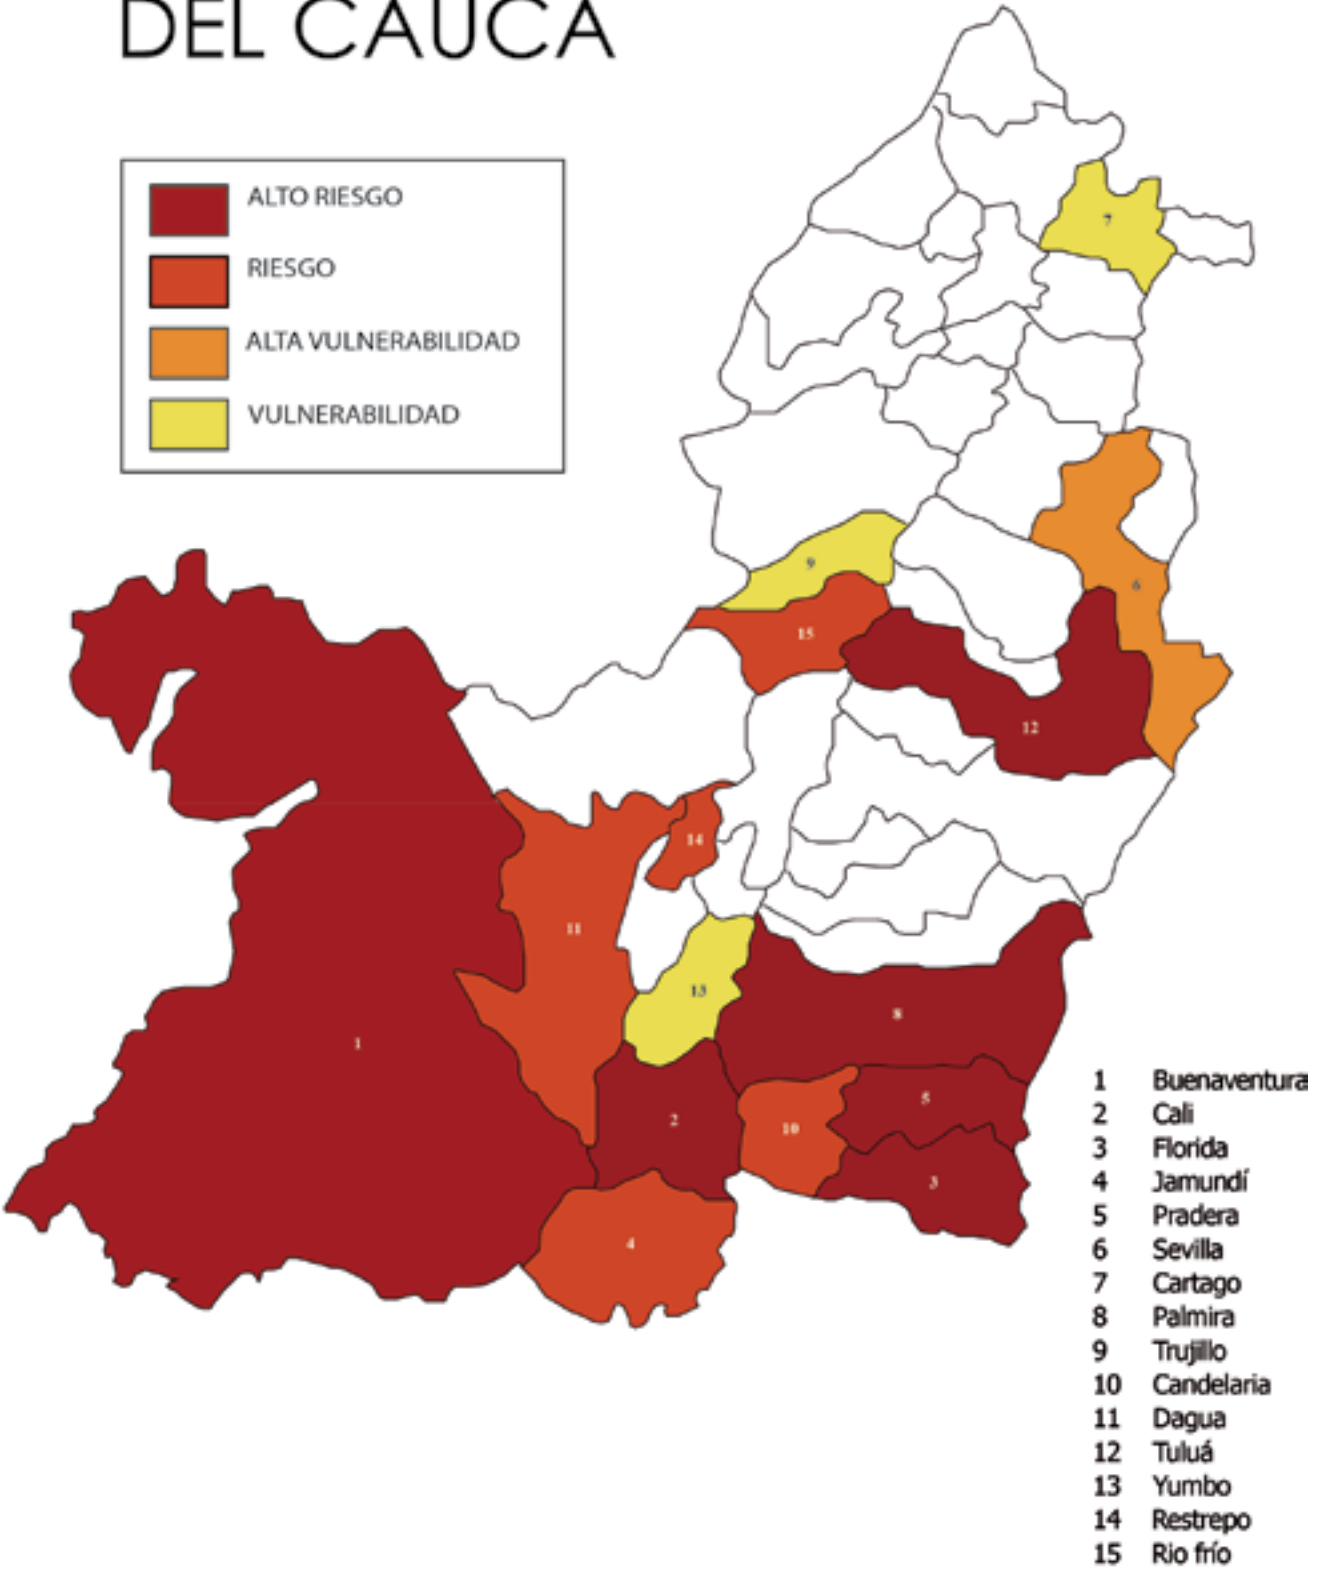 DEL CAUCA
ALTO RIESGO
RIESGO
ALTA VULNERABILIDAD
VULNERABILIDAD
7
9
6
15
12
14
11
13
1
8
2
10
5
3
4
1 Buenaventura
2 Cali
3 Florida
4 Jamundí
5 Pradera
6 Sevilla
7 Cartago
8 Palmira
9 Trujillo
10 Candelaria
11 Dagua
12 Tuluá
13 Yumbo
14 Restrepo
15 Rio frío